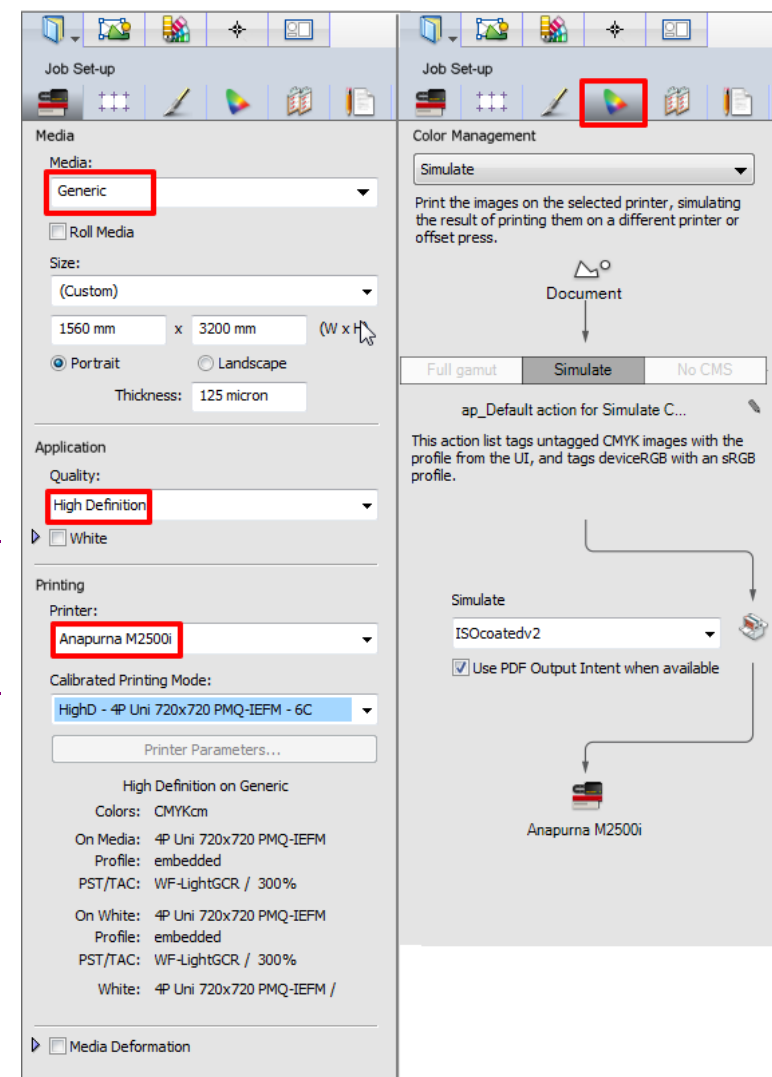 Job Set-up
Media
Media:
Generic
Roll Media
Size:
(Custom)
1560 mm x 3200 mm (W x H
Portrait Landscape
Thickness: 125 micron
Application
Quality:
High Definition
White
Printing
Printer:
Anapurna M2500i
Calibrated Printing Mode:
HighD - 4P Uni 720x720 PMQ-IEFM - 6C
Printer Parameters...
High Definition on Generic
Colors: CMYKcm
On Media: 4P Uni 720x720 PMQ-IEFM
Profile: embedded
PST/TAC: WF-LightGCR / 300%
On White: 4P Uni 720x720 PMQ-IEFM
Profile: embedded
PST/TAC: WF-LightGCR / 300%
White: 4P Uni 720x720 PMQ-IEFM /
Media Deformation
Job Set-up
Color Management
Simulate
Print the images on the selected printer, simulating
the result of printing them on a different printer or
offset press.
Document
Full gamut Simulate No CMS
ap_Default action for Simulate C...
This action list tags untagged CMYK images with the
profile from the UI, and tags deviceRGB with an sRGB
profile.
Simulate
ISOcoatedv2
Use PDF Output Intent when available
Anapurna M2500i